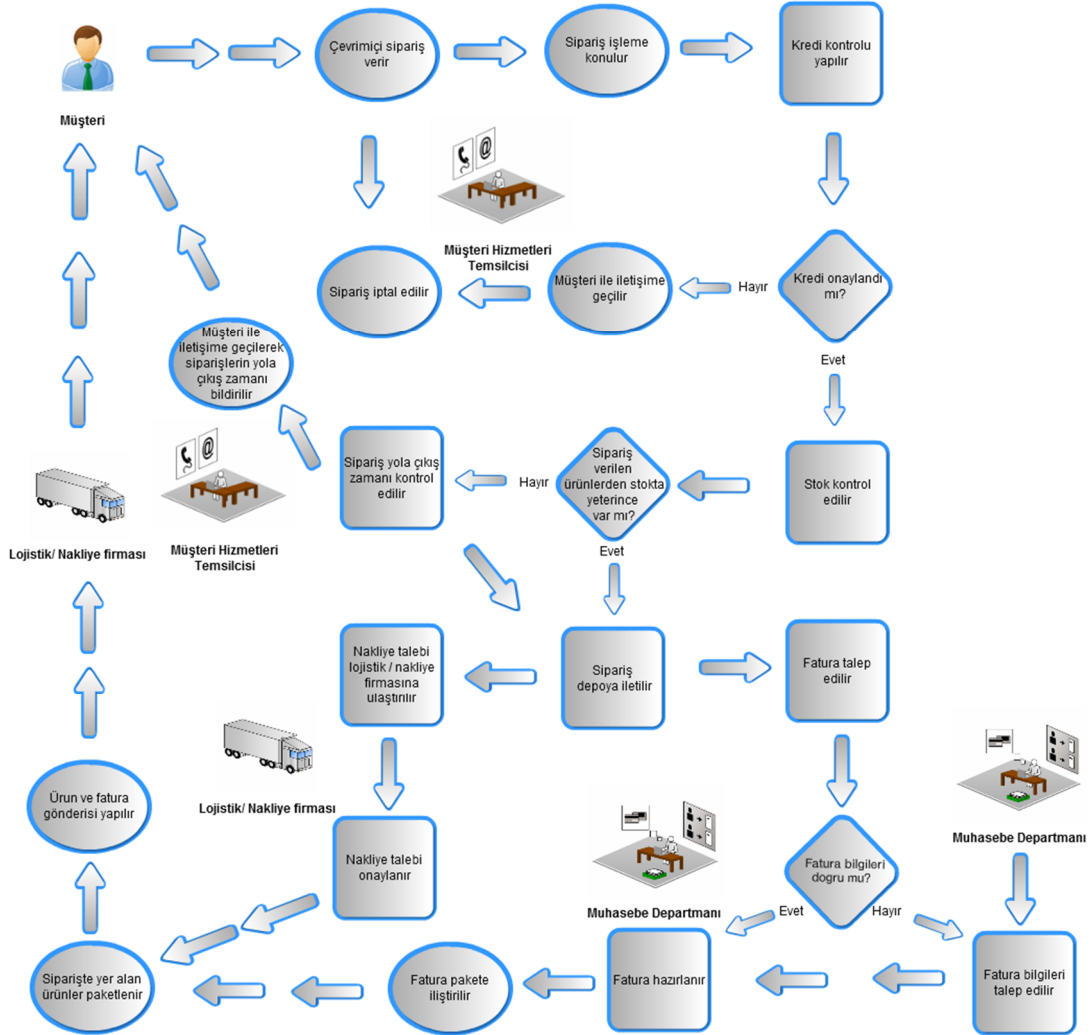 Çevrimiçi sipariş
verir
Sipariş işleme
konulur
Kredi kontrolu
yapılır
Müşteri
Müşteri Hizmetleri
Temsilcisi
Sipariş iptal edilir
Müşteri ile iletişime
geçilir
Hayır
Kredi onaylandı
mı?
Evet
Müşteri ile
iletişime geçilerek
siparişlerin yola
çıkış zamanı
bildirilir
Sipariş yola çıkış
zamanı kontrol
edilir
Hayır
Sipariş
verilen
ürünlerden stokta
yeterince
var mı?
Stok kontrol
edilir
Evet
Lojistik/ Nakliye firması
Müşteri Hizmetleri
Temsilcisi
Nakliye talebi
lojistik / nakliye
firmasına
ulaştırılır
Sipariş
depoya iletilir
Fatura talep
edilir
Lojistik/ Nakliye firması
Ürun ve fatura
gönderisi yapılır
Muhasebe Departmanı
Nakliye talebi
onaylanır
Fatura bilgileri
dogru mu?
Muhasebe Departmanı
Evet
Hayır
Siparişte yer alan
ürünler paketlenir
Fatura pakete
iliştirilir
Fatura hazırlanır
Fatura bilgileri
talep edilir